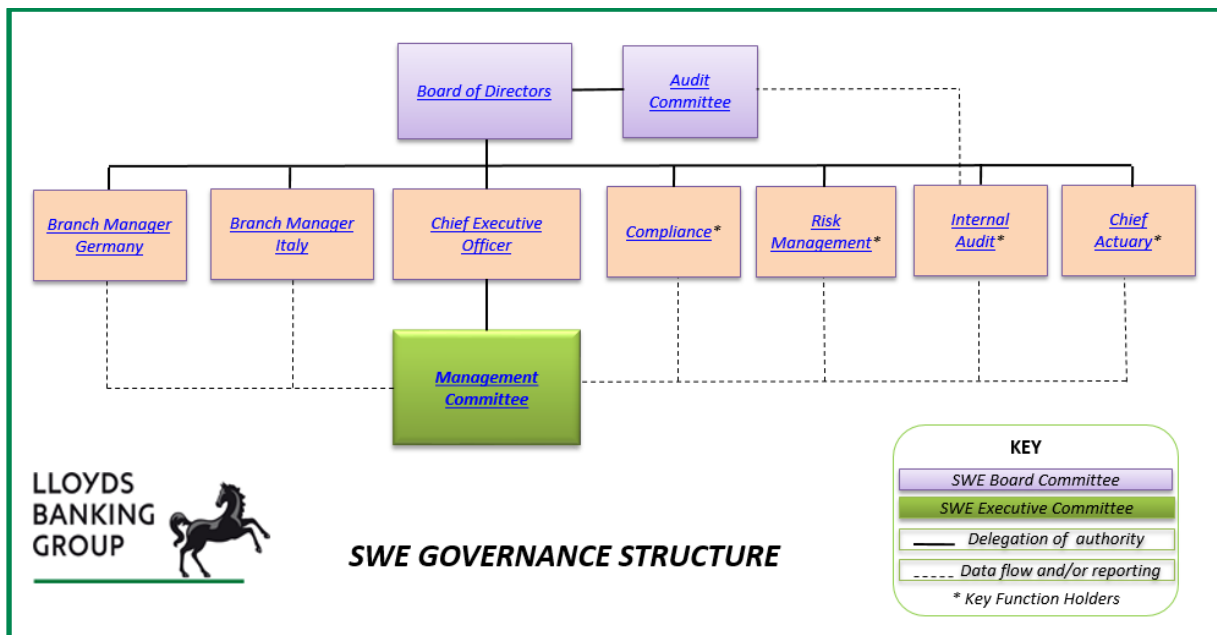 Board of Directors
Audit
Committee
Branch Manager
Germany
Branch Manager
Italy
Chief Executive
Officer
Compliance*
Risk
Management*
Internal
Audit*
Chief
Actuary*
Management
Committee
LLOYDS
BANKING
GROUP
SWE GOVERNANCE STRUCTURE
KEY
SWE Board Committee
SWE Executive Committee
Delegation of authority
Data flow and/or reporting
* Key Function Holders